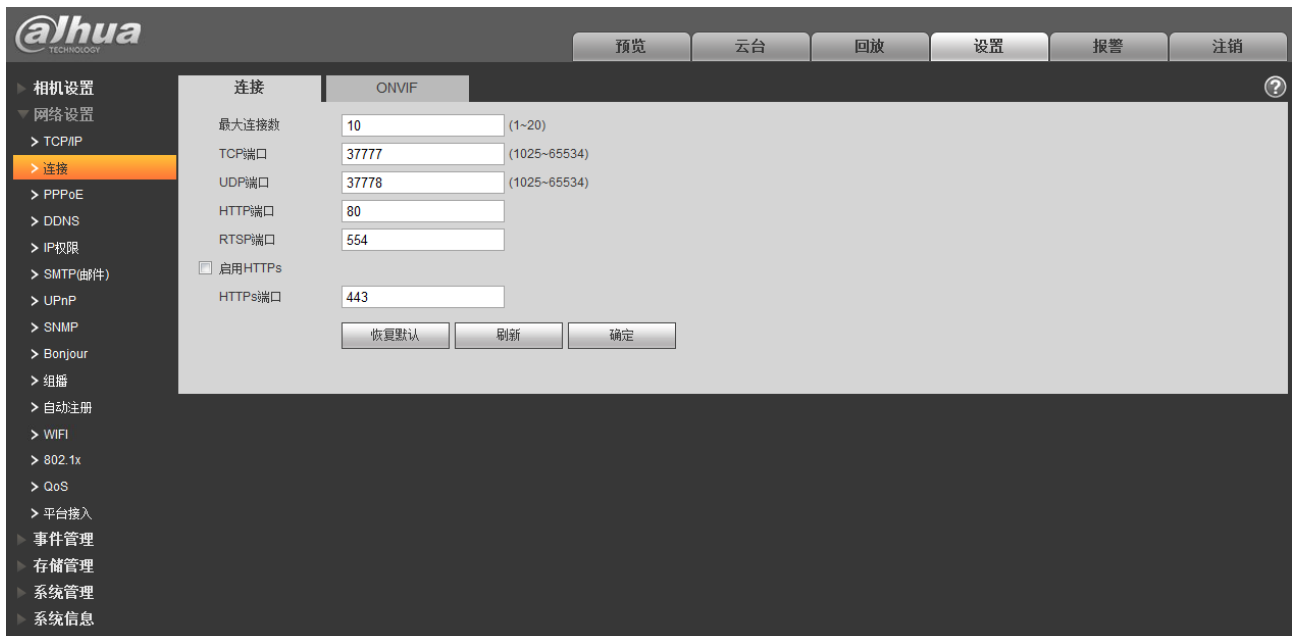 alhua
TECHNOLOGY
预览 云台 回放 设置 报警 注销
相机设置
网络设置
> TCP/IP
> 连接
> PPPoE
> DDNS
> IP权限
> SMTP(邮件)
> UPnP
> SNMP
> Bonjour
> 组播
> 自动注册
> WIFI
> 802.1x
> QoS
> 平台接入
事件管理
存储管理
系统管理
系统信息
连接 ONVIF
?
最大连接数 10 (1~20)
TCP端口 37777 (1025~65534)
UDP端口 37778 (1025~65534)
HTTP端口 80
RTSP端口 554
启用HTTPs
HTTPs端口 443
恢复默认 刷新 确定